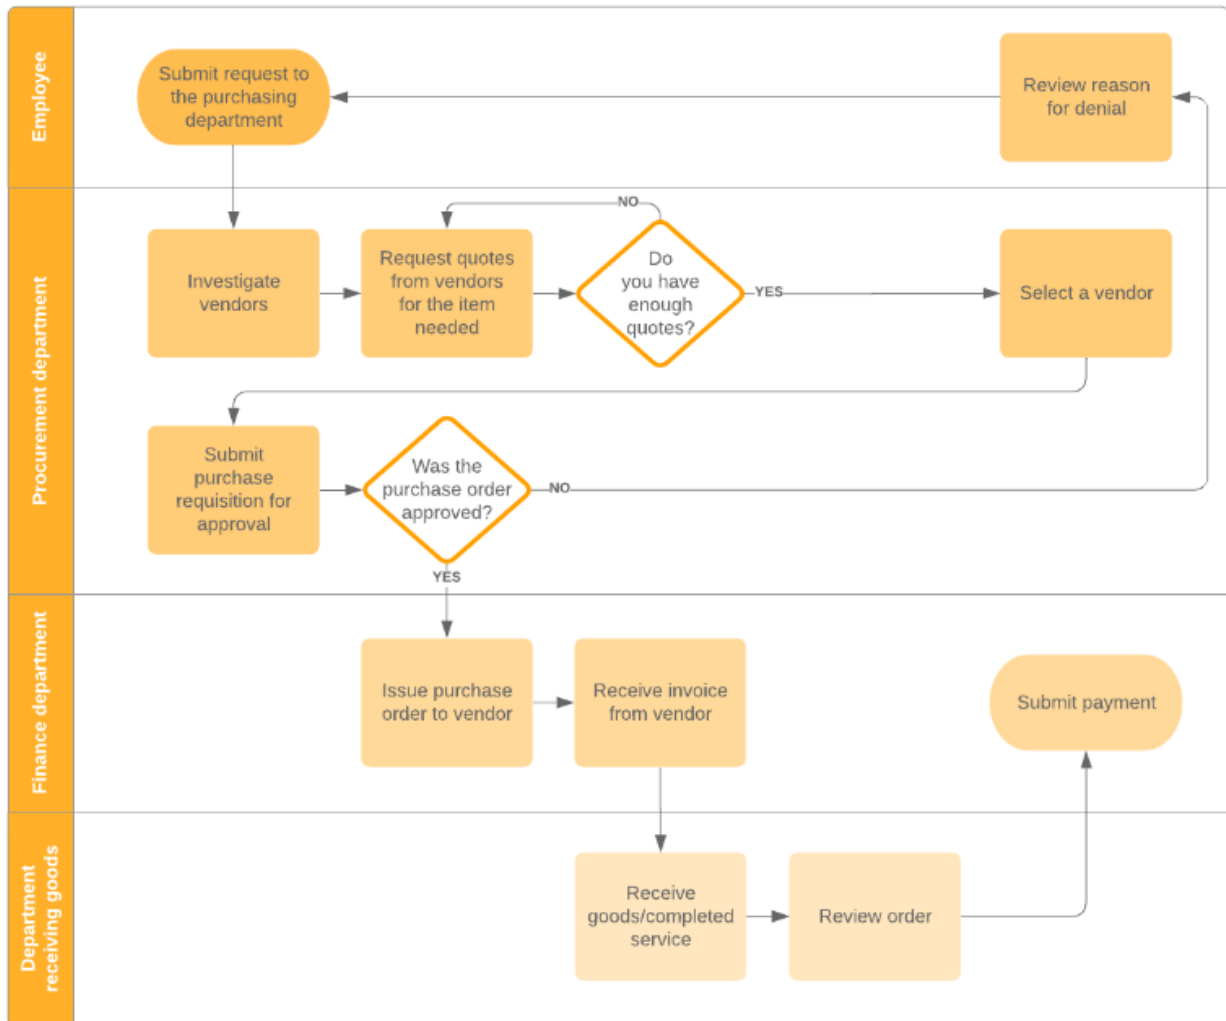 Employee
Submit request to
the purchasing
department
Review reason
for denial
Procurement department
Investigate
vendors
Request quotes
from vendors
for the item
needed
NO
Do
you have
enough
quotes?
YES
Select a vendor
Submit
purchase
requisition for
approval
Was the
purchase order
approved?
NO
YES
Finance department
Issue purchase
order to vendor
Receive invoice
from vendor
Submit payment
Department
receiving goods
Receive
goods/completed
service
Review order